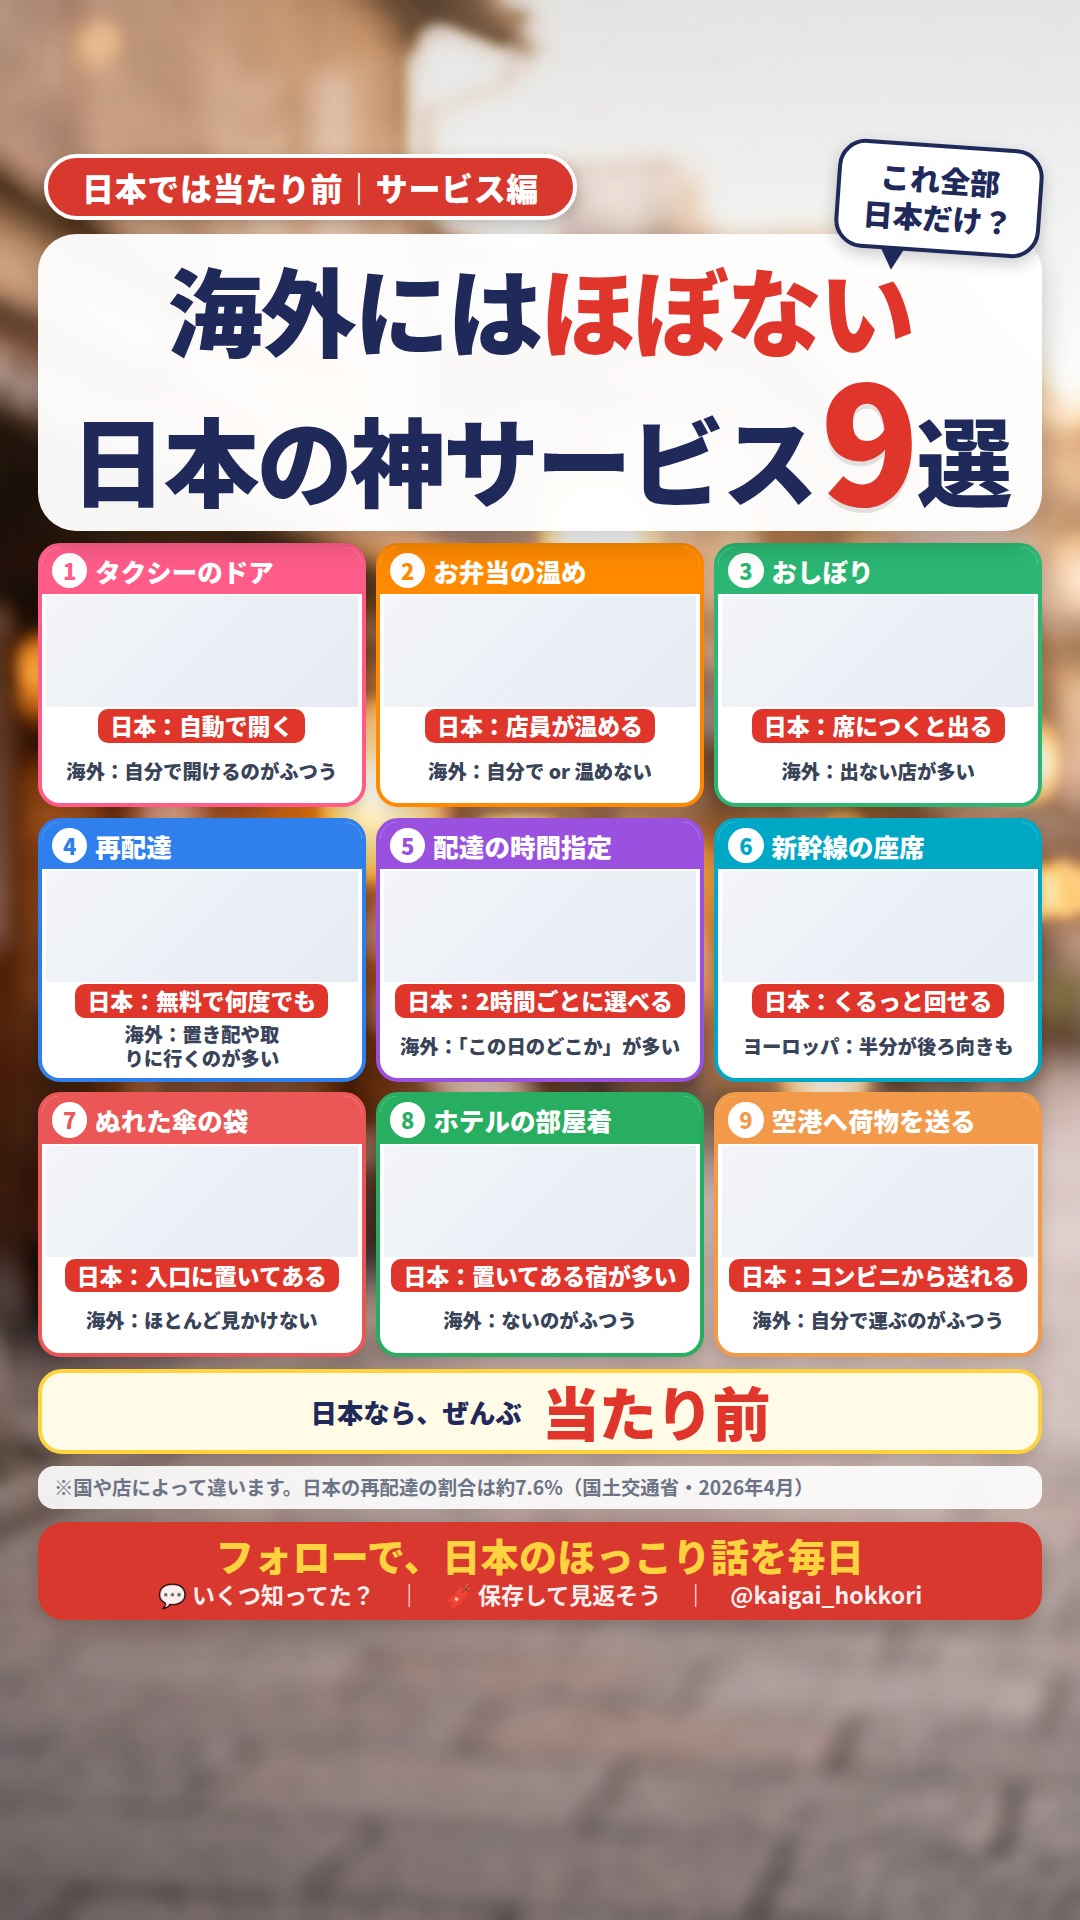 日本では当たり前｜サービス編
これ全部
日本だけ？
海外にはほぼない
日本の神サービス9選
1 タクシーのドア
日本：自動で開く
海外：自分で開けるのがふつう
2 お弁当の温め
日本：店員が温める
海外：自分で or 温めない
3 おしぼり
日本：席につくと出る
海外：出ない店が多い
4 再配達
日本：無料で何度でも
海外：置き配や取
りに行くのが多い
5 配達の時間指定
日本：2時間ごとに選べる
海外：「この日のどこか」が多い
6 新幹線の座席
日本：くるっと回せる
ヨーロッパ：半分が後ろ向きも
7 ぬれた傘の袋
日本：入口に置いてある
海外：ほとんど見かけない
8 ホテルの部屋着
日本：置いてある宿が多い
海外：ないのがふつう
9 空港へ荷物を送る
日本：コンビニから送れる
海外：自分で運ぶのがふつう
日本なら、ぜんぶ 当たり前
※国や店によって違います。日本の再配達の割合は約7.6%（国土交通省・2026年4月）
フォローで、日本のほっこり話を毎日
💬 いくつ知ってた？ ｜ 🔖 保存して見返そう ｜ @kaigai_hokkori